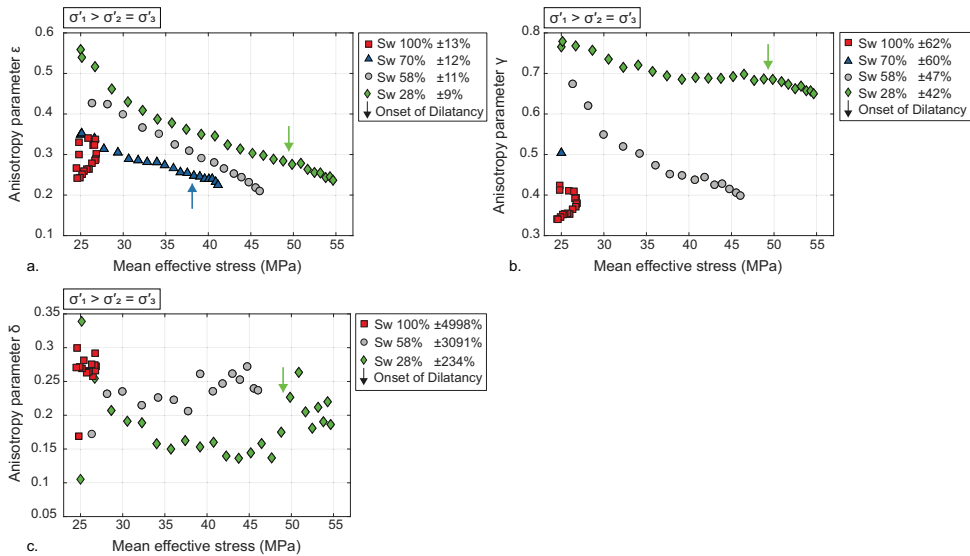 σ'₁ > σ'₂ = σ'₃
0.6
0.5
0.4
0.3
0.2
0.1
Anisotropy parameter ε
25 30 35 40 45 50 55
Mean effective stress (MPa)
a.
Sw 100% ±13%
Sw 70% ±12%
Sw 58% ±11%
Sw 28% ±9%
Onset of Dilatancy
σ'₁ > σ'₂ = σ'₃
0.8
0.7
0.6
0.5
0.4
0.3
Anisotropy parameter γ
25 30 35 40 45 50 55
Mean effective stress (MPa)
b.
Sw 100% ±62%
Sw 70% ±60%
Sw 58% ±47%
Sw 28% ±42%
Onset of Dilatancy
σ'₁ > σ'₂ = σ'₃
0.35
0.3
0.25
0.2
0.15
0.1
0.05
Anisotropy parameter δ
25 30 35 40 45 50 55
Mean effective stress (MPa)
c.
Sw 100% ±4998%
Sw 58% ±3091%
Sw 28% ±234%
Onset of Dilatancy